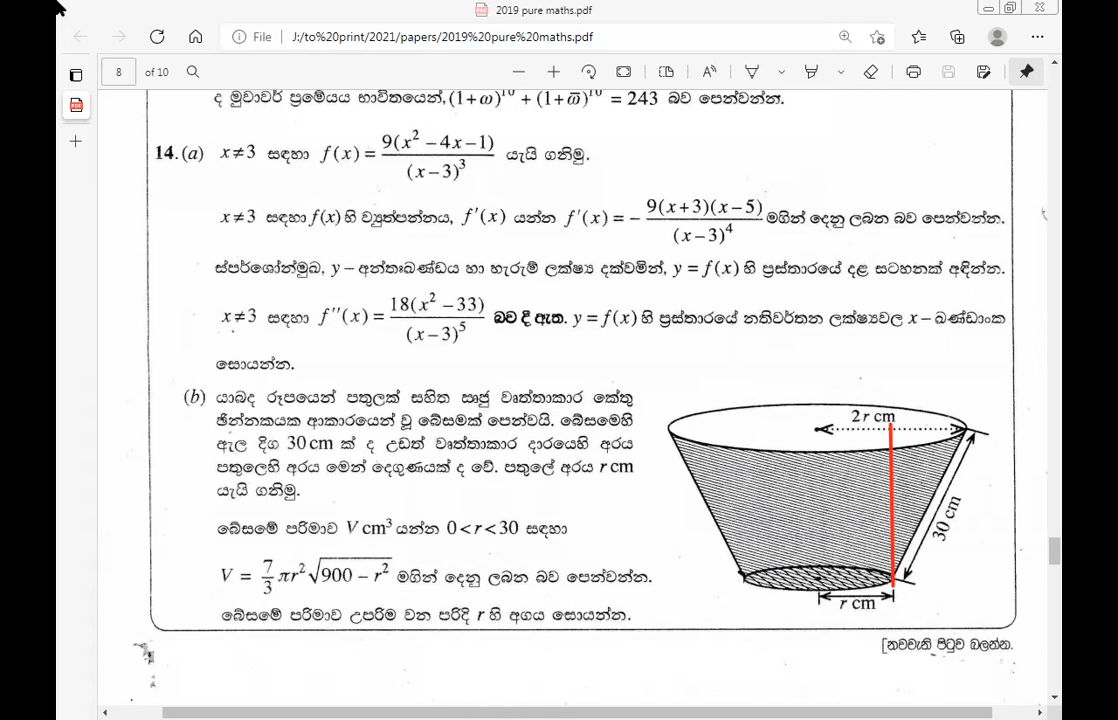 2019 pure maths.pdf
File J:/to%20print/2021/papers/2019%20pure%20maths.pdf
8 of 10
ද මුවාවර් ප්‍රමේයය භාවිතයෙන්, (1+ω)¹⁰ + (1+ω̅)¹⁰ = 243 බව පෙන්වන්න.
14. (a) x≠3 සඳහා f(x) = 9(x² − 4x − 1)/(x − 3)³ යැයි ගනිමු.
x≠3 සඳහා f(x) හි ව්‍යුත්පන්නය, f′(x) යන්න f′(x) = − 9(x+3)(x−5)/(x−3)⁴ මගින් දෙනු ලබන බව පෙන්වන්න.
ස්පර්ශෝන්මුඛ, y – අන්තඃඛණ්ඩය හා හැරුම් ලක්ෂ්‍ය දක්වමින්, y = f(x) හි ප්‍රස්තාරයේ දළ සටහනක් අඳින්න.
x≠3 සඳහා f″(x) = 18(x² − 33)/(x − 3)⁵ බව දී ඇත. y = f(x) හි ප්‍රස්තාරයේ නතිවර්තන ලක්ෂ්‍යවල x – ඛණ්ඩාංක
සොයන්න.
(b) යාබද රූපයෙන් පතුලක් සහිත සෘජු වෘත්තාකාර කේතු
ඡින්නකයක ආකාරයෙන් වූ බේසමක් පෙන්වයි. බේසමෙහි
ඇල දිග 30 cm ක් ද උඩත් වෘත්තාකාර දාරයෙහි අරය
පතුලෙහි අරය මෙන් දෙගුණයක් ද වේ. පතුලේ අරය r cm
යැයි ගනිමු.
බේසමේ පරිමාව V cm³ යන්න 0 < r < 30 සඳහා
V = 7/3 πr²√(900 − r²) මගින් දෙනු ලබන බව පෙන්වන්න.
බේසමේ පරිමාව උපරිම වන පරිදි r හි අගය සොයන්න.
2r cm
30 cm
r cm
[නවවැනි පිටුව බලන්න.